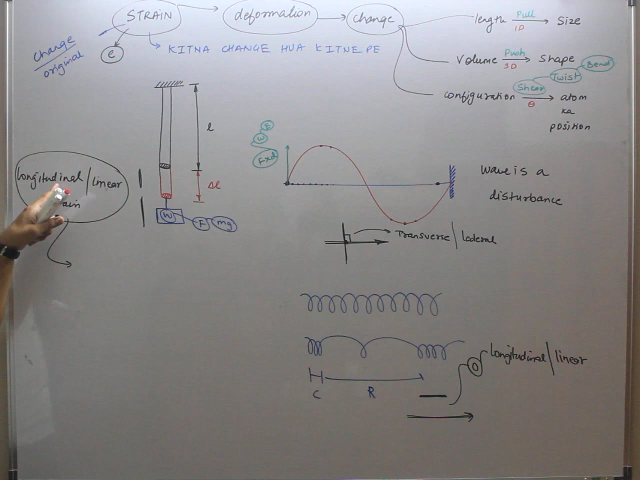 STRAIN → deformation → change
length Pull 1D → Size
Volume Push 3D → Shape
Shear Twist Bend
Configuration θ → atom
ka
position
change
original
e
KITNA CHANGE HUA KITNE PE
l
Δl
W F mg
Longitudinal/linear
E
W
Fxd
Wave is a
disturbance
Transverse/lateral
Longitudinal/linear
C R